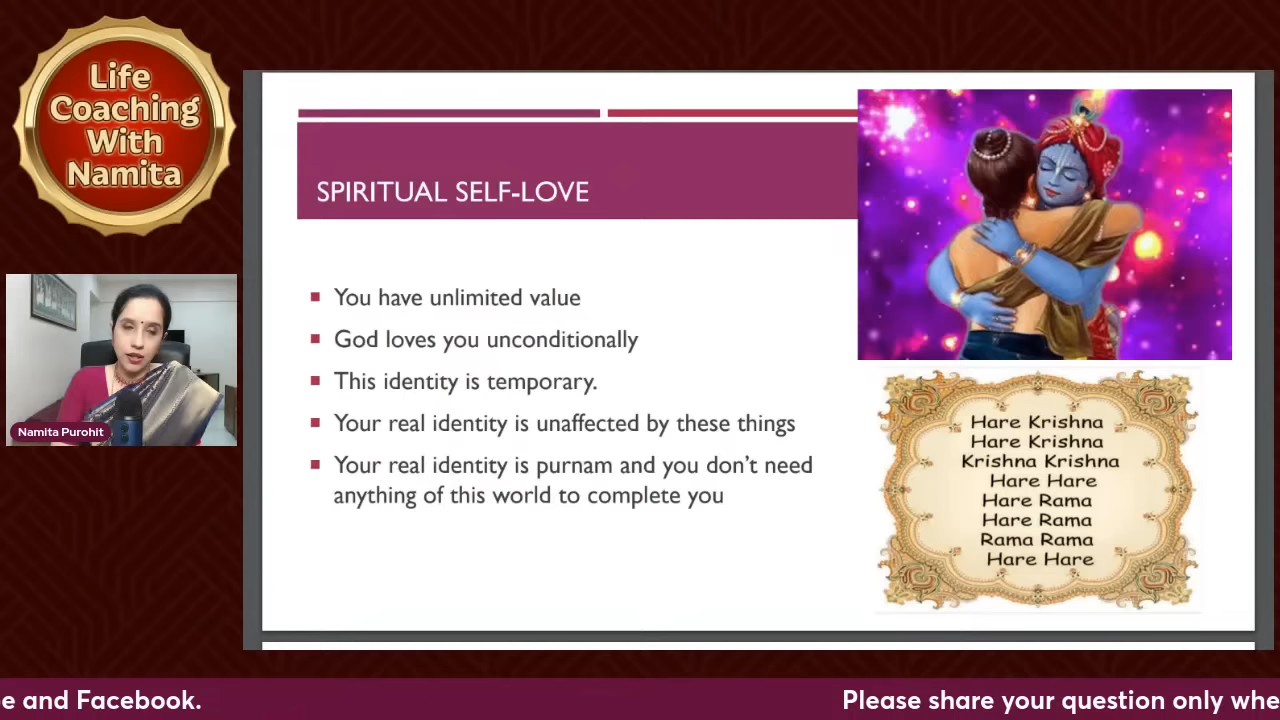 Life
Coaching
With
Namita
Namita Purohit
SPIRITUAL SELF-LOVE
You have unlimited value
God loves you unconditionally
This identity is temporary.
Your real identity is unaffected by these things
Your real identity is purnam and you don't need
anything of this world to complete you
Hare Krishna
Hare Krishna
Krishna Krishna
Hare Hare
Hare Rama
Hare Rama
Rama Rama
Hare Hare
e and Facebook.
Please share your question only whe